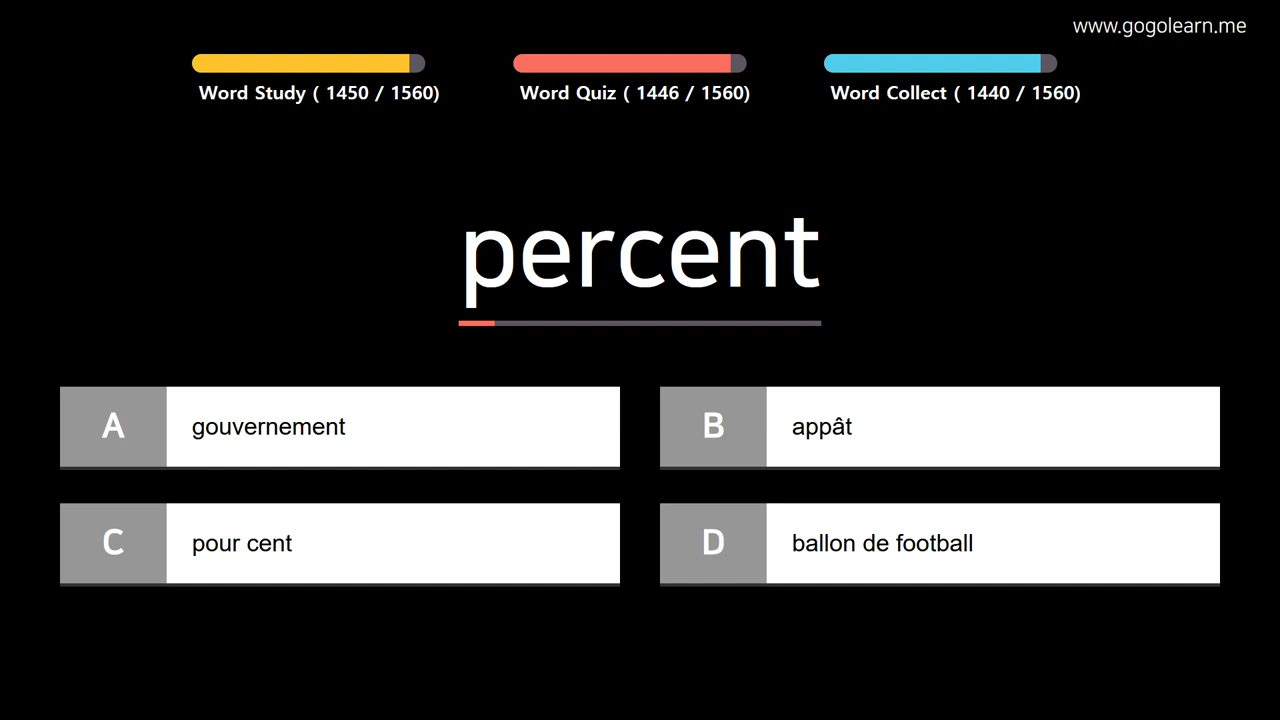 www.gogolearn.me
Word Study ( 1450 / 1560)
Word Quiz ( 1446 / 1560)
Word Collect ( 1440 / 1560)
percent
A gouvernement
B appât
C pour cent
D ballon de football